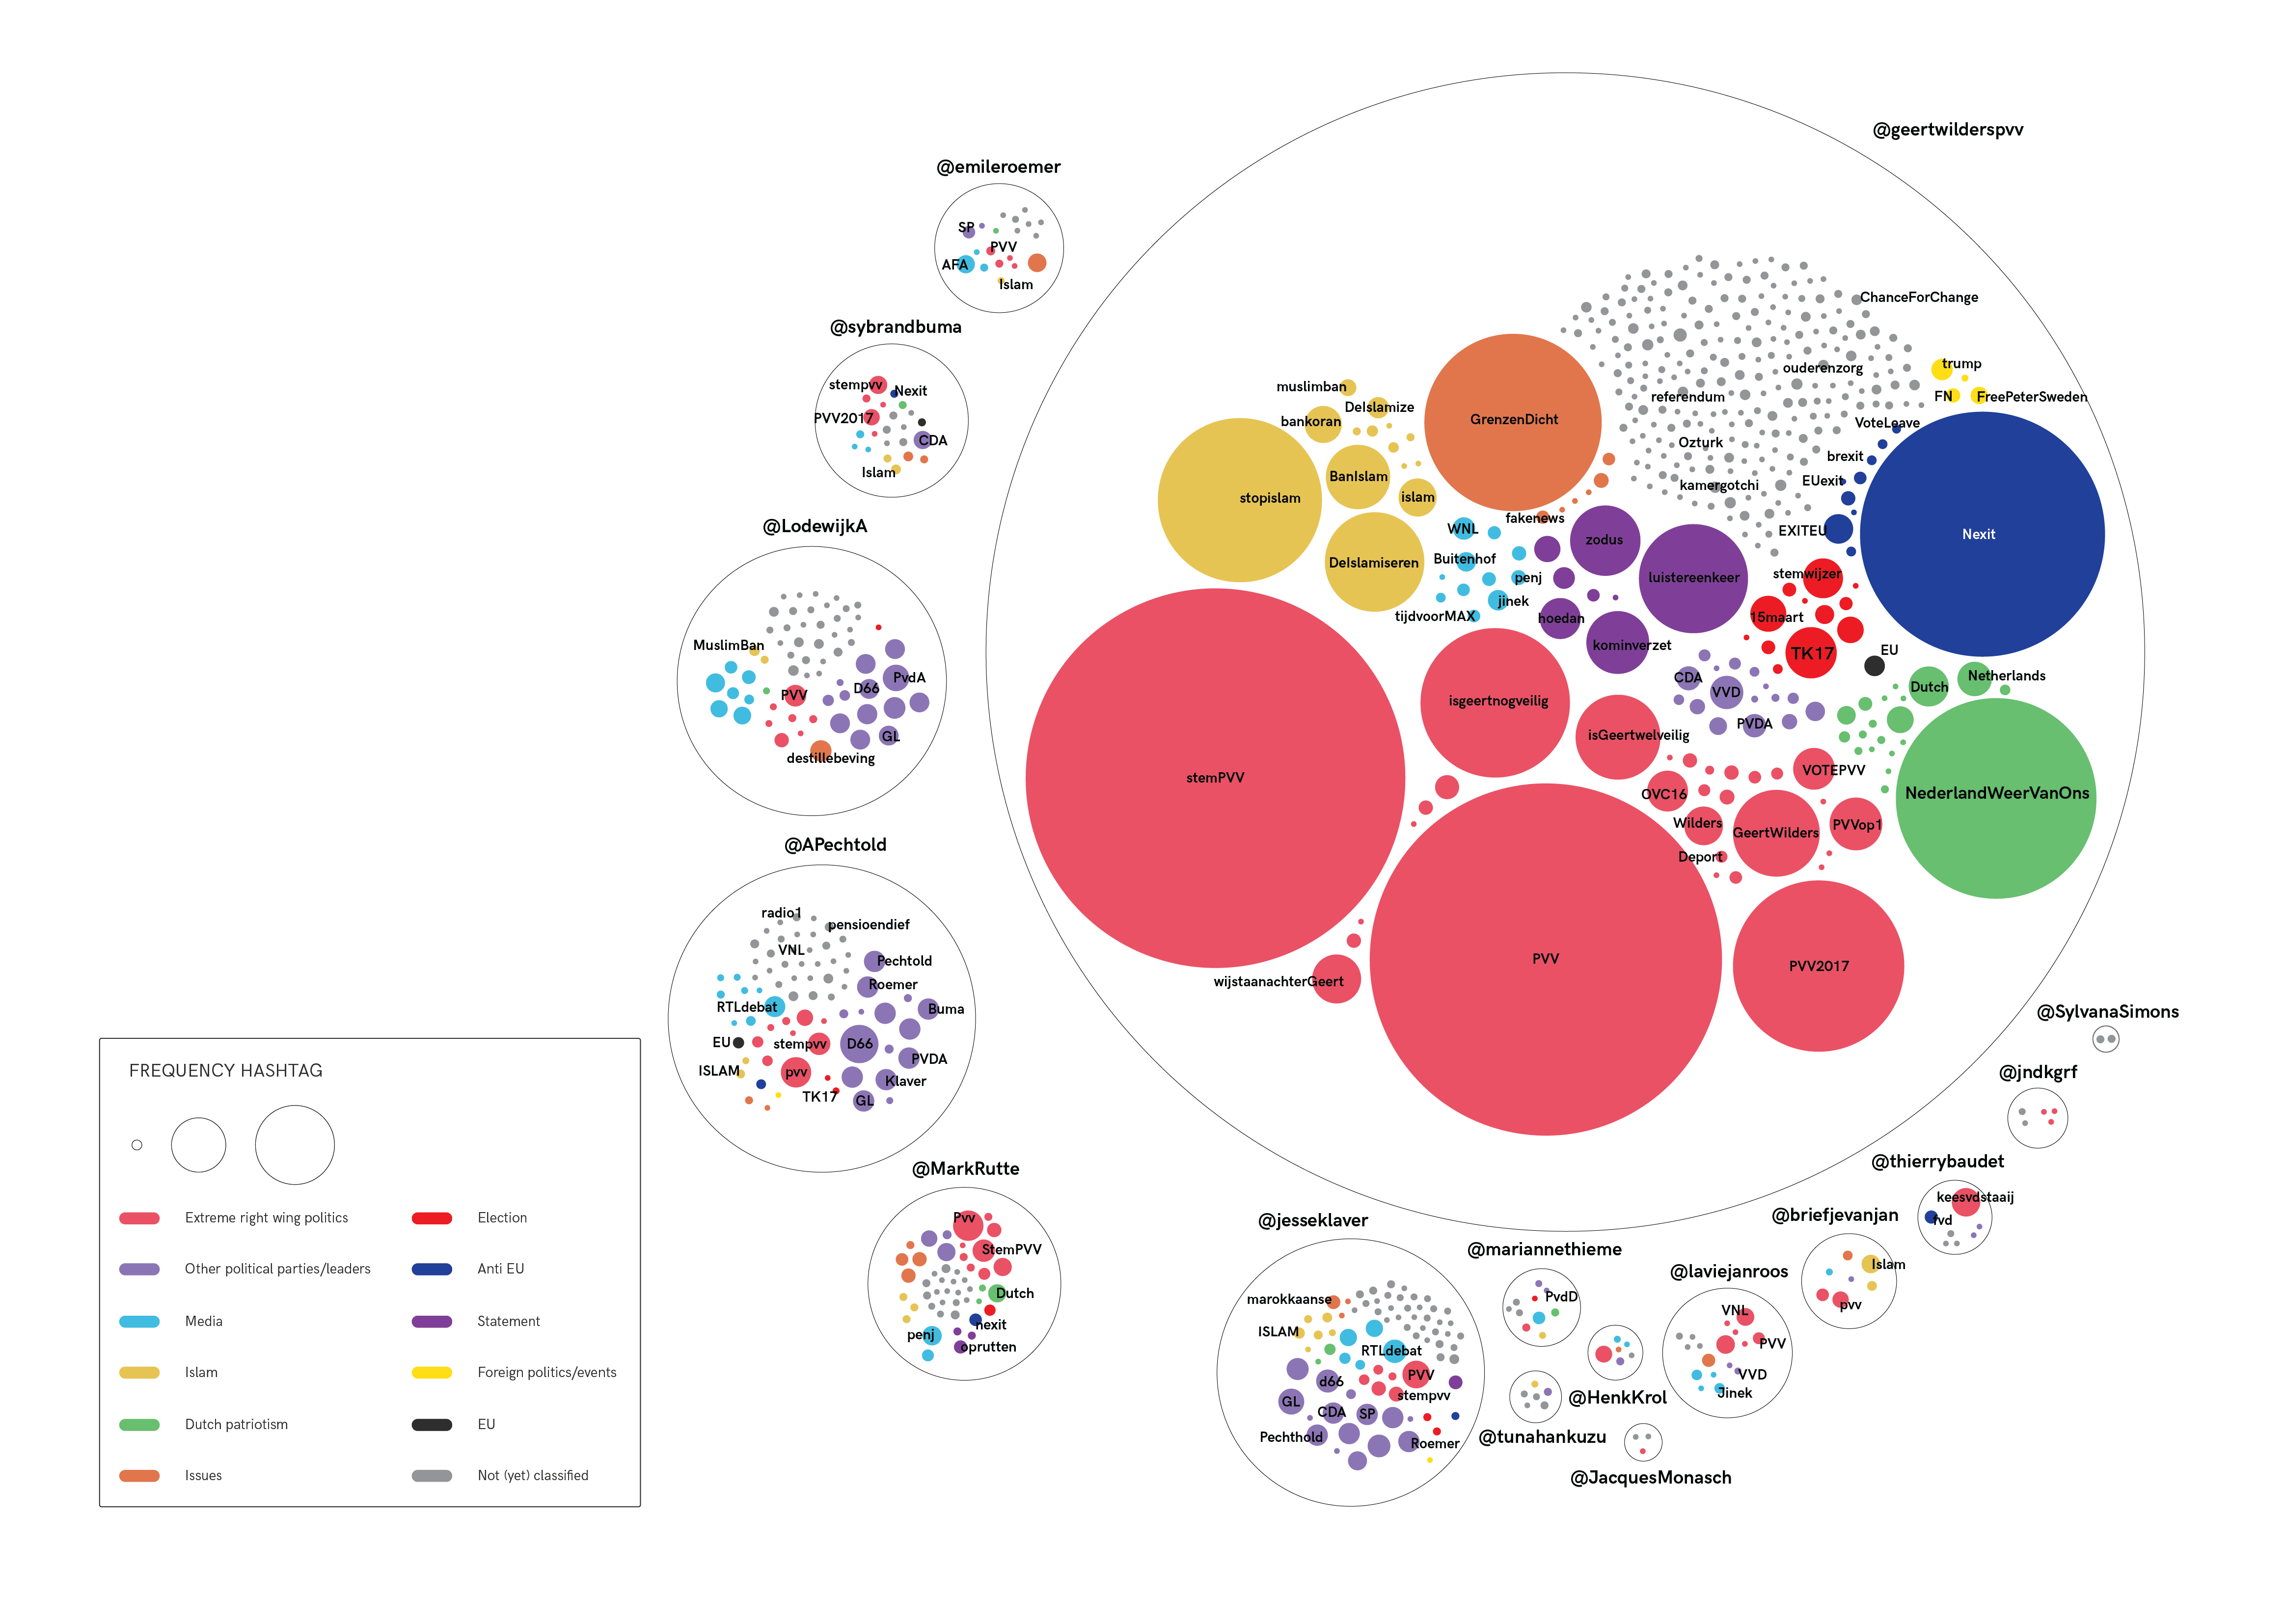 @geertwilderspvv
ChanceForChange
ouderenzorg
trump
referendum
FN
FreePeterSweden
VoteLeave
Ozturk
brexit
kamergotchi
EUexit
EXITEU
Nexit
GrenzenDicht
muslimban
DeIslamize
bankoran
BanIslam
stopislam
islam
DeIslamiseren
fakenews
WNL
Buitenhof
penj
jinek
tijdvoorMAX
zodus
luistereenkeer
hoedan
kominverzet
stemwijzer
15maart
TK17
EU
Netherlands
Dutch
CDA
VVD
PVDA
NederlandWeerVanOns
isgeertnogveilig
isGeertwelveilig
VOTEPVV
OVC16
Wilders
GeertWilders
PVVop1
Deport
stemPVV
PVV
PVV2017
wijstaanachterGeert
@emileroemer
SP
PVV
AFA
Islam
@sybrandbuma
stempvv
Nexit
PVV2017
CDA
Islam
@LodewijkA
MuslimBan
PVV
D66
PvdA
GL
destillebeving
@APechtold
radio1
pensioendief
VNL
Pechtold
Roemer
RTLdebat
Buma
EU
stempvv
D66
PVDA
ISLAM
pvv
Klaver
TK17
GL
@MarkRutte
Pvv
StemPVV
Dutch
nexit
penj
oprutten
@jesseklaver
marokkaanse
ISLAM
RTLdebat
PVV
d66
stempvv
GL
CDA
SP
Pechthold
Roemer
@mariannethieme
PvdD
@tunahankuzu
@HenkKrol
@JacquesMonasch
@laviejanroos
VNL
PVV
VVD
Jinek
@briefjevanjan
Islam
pvv
@thierrybaudet
keesvdstaaij
fvd
@jndkgrf
@SylvanaSimons
FREQUENCY HASHTAG
Extreme right wing politics
Other political parties/leaders
Media
Islam
Dutch patriotism
Issues
Election
Anti EU
Statement
Foreign politics/events
EU
Not (yet) classified